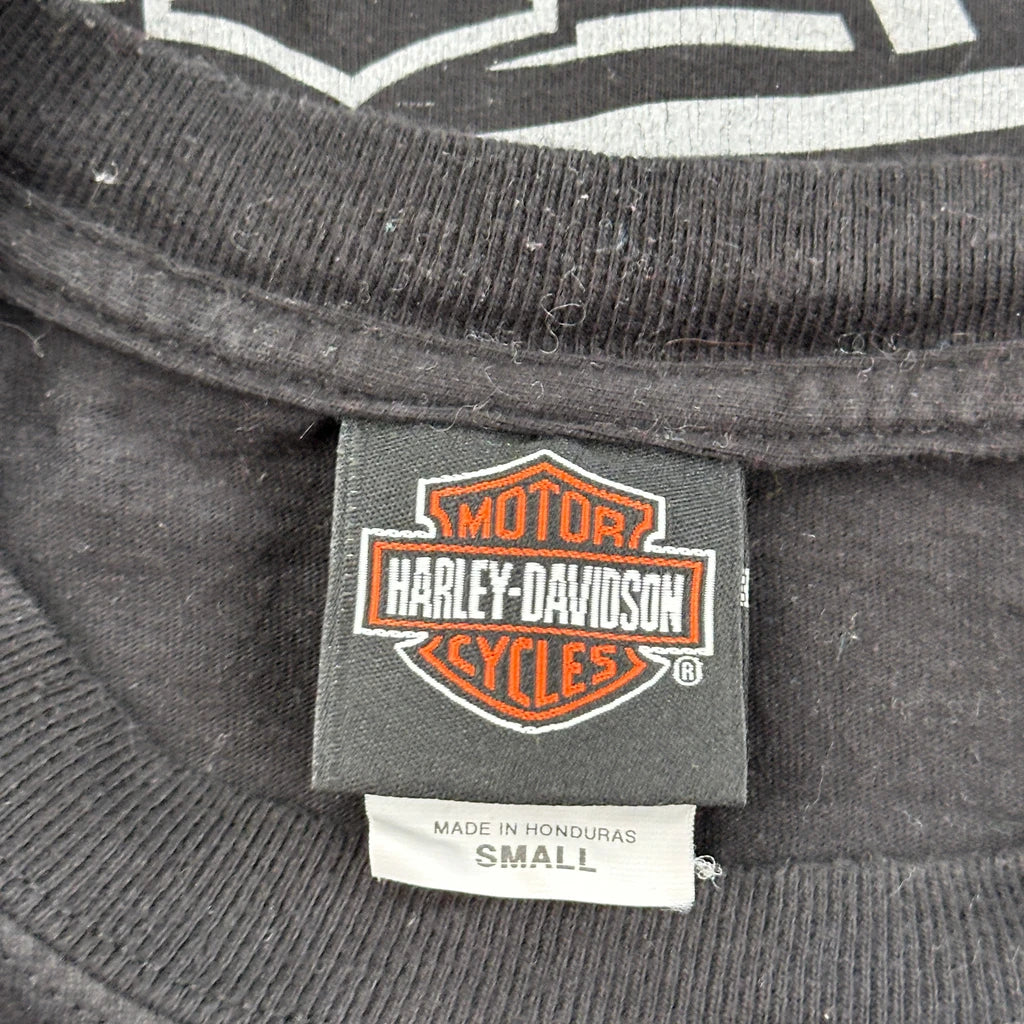 MOTOR
HARLEY-DAVIDSON
CYCLES
®
MADE IN HONDURAS
SMALL